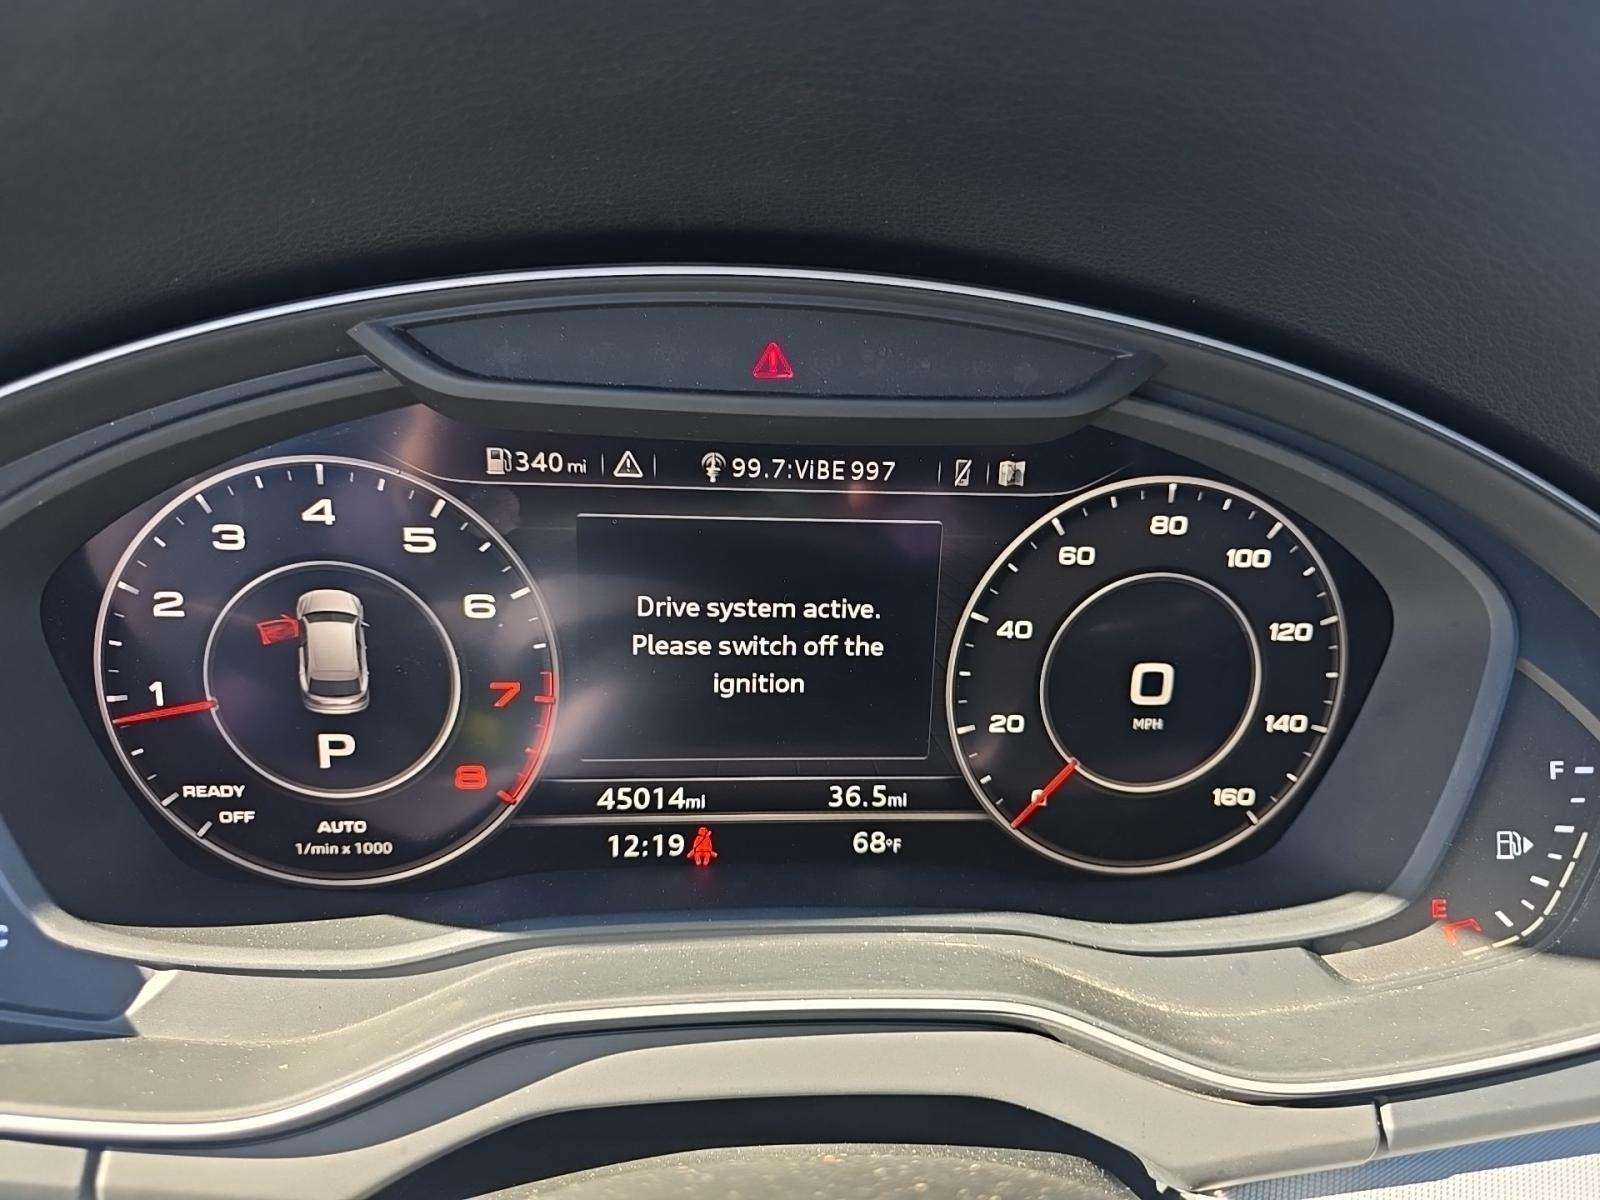 340 mi
99.7:ViBE 997
1
2
3
4
5
6
7
8
READY
OFF
P
AUTO
1/min x 1000
Drive system active.
Please switch off the
ignition
45014mi
36.5mi
12:19
68°F
0
20
40
60
80
100
120
140
160
0
MPH
F
E